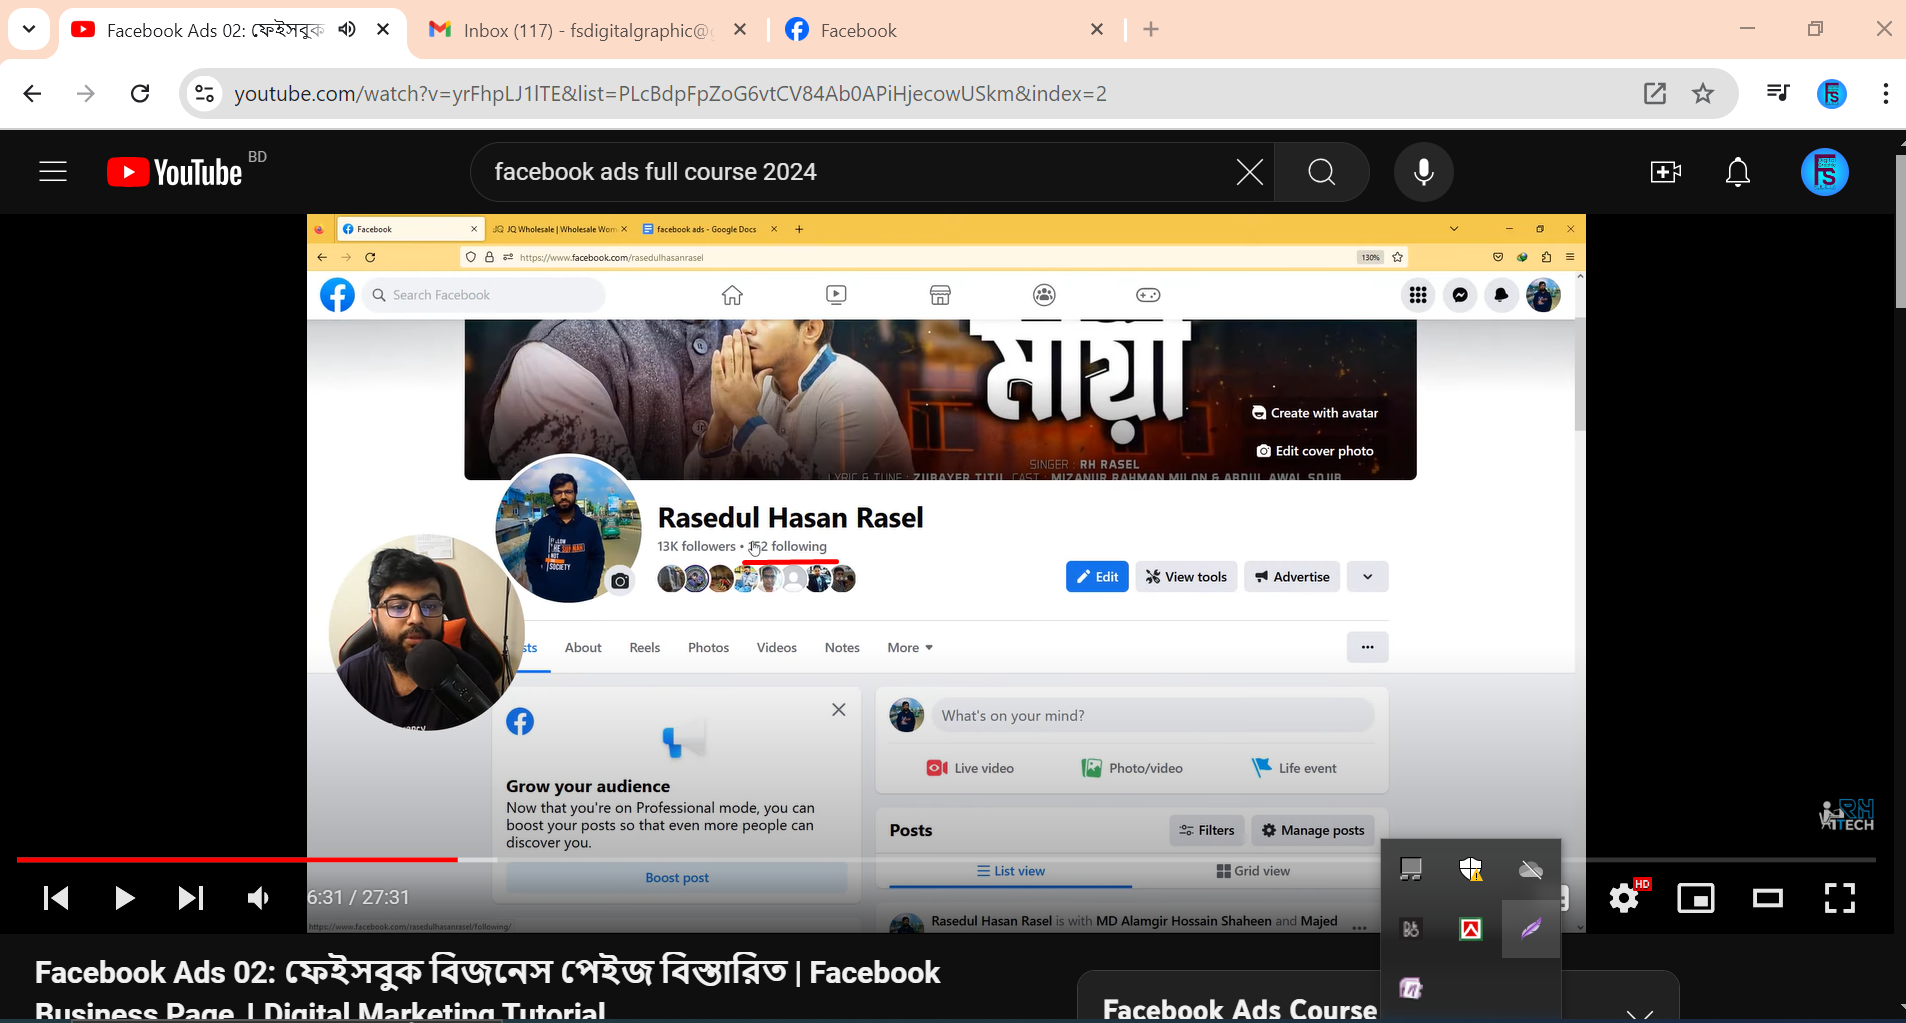 Facebook Ads 02: ফেইসবুক
Inbox (117) - fsdigitalgraphic@
Facebook
youtube.com/watch?v=yrFhpLJ1lTE&list=PLcBdpFpZoG6vtCV84Ab0APiHjecowUSkm&index=2
YouTube BD
facebook ads full course 2024
Facebook
JQ JQ Wholesale | Wholesale Wom
facebook ads - Google Docs
https://www.facebook.com/rasedulhasanrasel
130%
Search Facebook
মায়া
Create with avatar
Edit cover photo
SINGER : RH RASEL
LYRIC & TUNE : ZUBAYER TITUL CAST : MIZANUR RAHMAN MILON & ABDUL AWAL SOJIB
Rasedul Hasan Rasel
13K followers • 152 following
Edit
View tools
Advertise
sts
About
Reels
Photos
Videos
Notes
More
Grow your audience
Now that you're on Professional mode, you can
boost your posts so that even more people can
discover you.
Boost post
What's on your mind?
Live video
Photo/video
Life event
Posts
Filters
Manage posts
List view
Grid view
Rasedul Hasan Rasel is with MD Alamgir Hossain Shaheen and Majed
RH
TECH
6:31 / 27:31
HD
https://www.facebook.com/rasedulhasanrasel/following/
Facebook Ads 02: ফেইসবুক বিজনেস পেইজ বিস্তারিত | Facebook
Business Page | Digital Marketing Tutorial
Facebook Ads Course